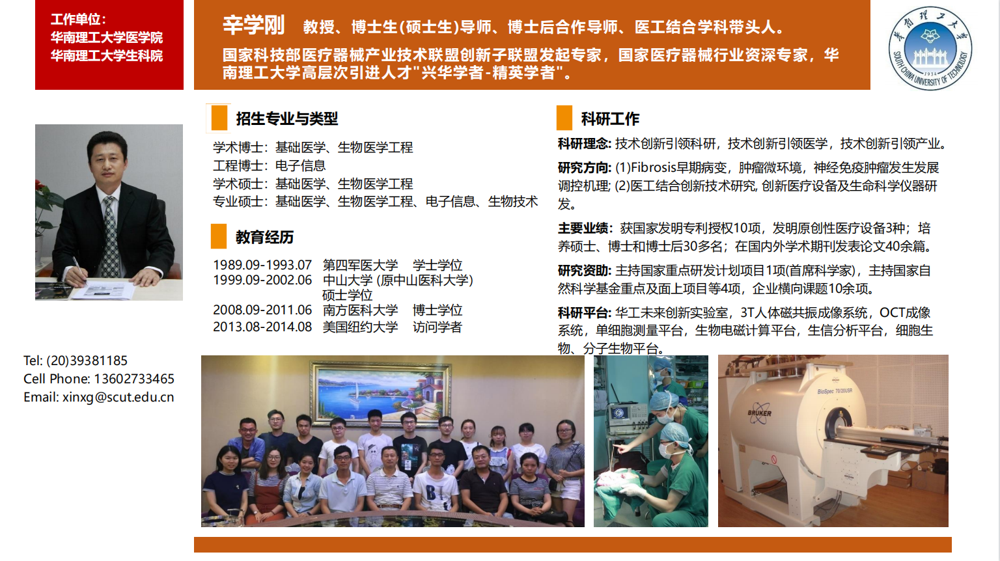 工作单位：
华南理工大学医学院
华南理工大学生科院
辛学刚 教授、博士生(硕士生)导师、博士后合作导师、医工结合学科带头人。
国家科技部医疗器械产业技术联盟创新子联盟发起专家，国家医疗器械行业资深专家，华
南理工大学高层次引进人才"兴华学者-精英学者"。
华南理工大学
SOUTH CHINA UNIVERSITY OF TECHNOLOGY
1934
招生专业与类型
学术博士：基础医学、生物医学工程
工程博士：电子信息
学术硕士：基础医学、生物医学工程
专业硕士：基础医学、生物医学工程、电子信息、生物技术
教育经历
1989.09-1993.07 第四军医大学 学士学位
1999.09-2002.06 中山大学 (原中山医科大学)
硕士学位
2008.09-2011.06 南方医科大学 博士学位
2013.08-2014.08 美国纽约大学 访问学者
科研工作
科研理念: 技术创新引领科研，技术创新引领医学，技术创新引领产业。
研究方向: (1)Fibrosis早期病变，肿瘤微环境，神经免疫肿瘤发生发展
调控机理; (2)医工结合创新技术研究, 创新医疗设备及生命科学仪器研
发。
主要业绩：获国家发明专利授权10项，发明原创性医疗设备3种；培
养硕士、博士和博士后30多名；在国内外学术期刊发表论文40余篇。
研究资助: 主持国家重点研发计划项目1项(首席科学家)，主持国家自
然科学基金重点及面上项目等4项，企业横向课题10余项。
科研平台: 华工未来创新实验室，3T人体磁共振成像系统，OCT成像
系统，单细胞测量平台，生物电磁计算平台，生信分析平台，细胞生
物、分子生物平台。
Tel: (20)39381185
Cell Phone: 13602733465
Email: xinxg@scut.edu.cn
BioSpec 70/20USR
BRUKER
BRUKER